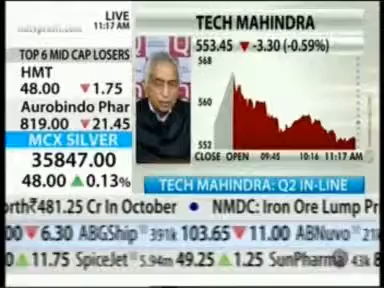 LIVE
11:17 AM
TOP 6 MID CAP LOSERS
HMT
48.00 ▼ 1.75
Aurobindo Phar
819.00 ▼ 21.45
MCX SILVER
35847.00
48.00 ▲ 0.13%
TECH MAHINDRA
553.45 ▼ -3.30 (-0.59%)
568
560
552
CLOSE OPEN 09:45 10:16 11:17 AM
TECH MAHINDRA: Q2 IN-LINE
orth ₹481.25 Cr In October • NMDC: Iron Ore Lump Pr
00 ▼ 6.30 ABGShip 391k 103.65 ▼ 11.00 ABNuvo 21k
▲ 11.75 SpiceJet 5.94m 49.25 ▲ 1.25 SunPharma